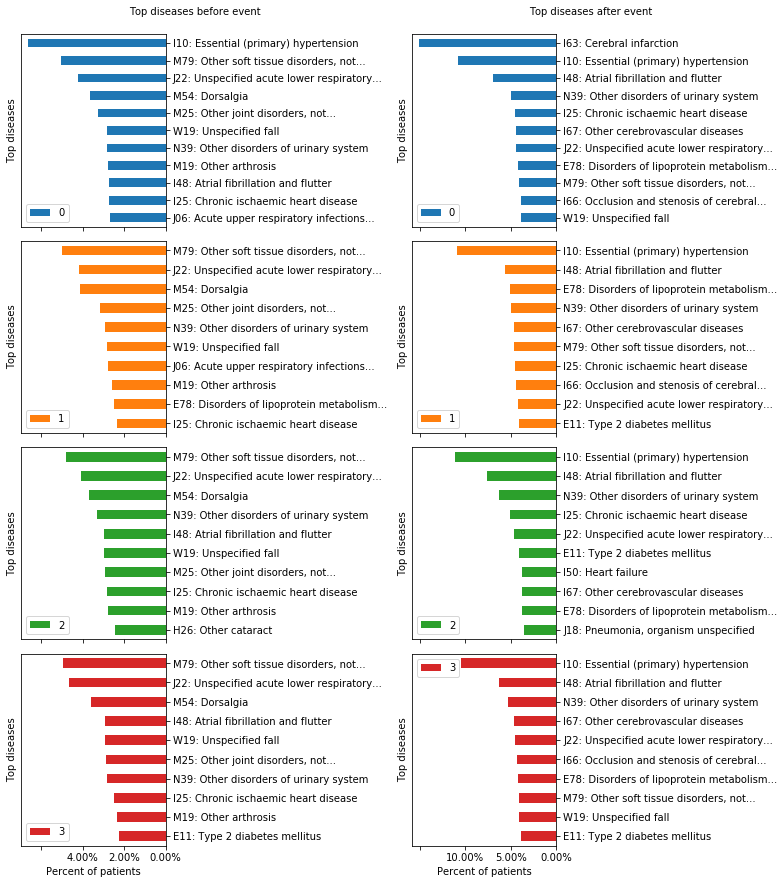 Top diseases before event
Top diseases
I10: Essential (primary) hypertension
M79: Other soft tissue disorders, not...
J22: Unspecified acute lower respiratory...
M54: Dorsalgia
M25: Other joint disorders, not...
W19: Unspecified fall
N39: Other disorders of urinary system
M19: Other arthrosis
I48: Atrial fibrillation and flutter
I25: Chronic ischaemic heart disease
J06: Acute upper respiratory infections...
0
Top diseases after event
Top diseases
I63: Cerebral infarction
I10: Essential (primary) hypertension
I48: Atrial fibrillation and flutter
N39: Other disorders of urinary system
I25: Chronic ischaemic heart disease
I67: Other cerebrovascular diseases
J22: Unspecified acute lower respiratory...
E78: Disorders of lipoprotein metabolism...
M79: Other soft tissue disorders, not...
I66: Occlusion and stenosis of cerebral...
W19: Unspecified fall
0
Top diseases
M79: Other soft tissue disorders, not...
J22: Unspecified acute lower respiratory...
M54: Dorsalgia
M25: Other joint disorders, not...
N39: Other disorders of urinary system
W19: Unspecified fall
J06: Acute upper respiratory infections...
M19: Other arthrosis
E78: Disorders of lipoprotein metabolism...
I25: Chronic ischaemic heart disease
1
Top diseases
I10: Essential (primary) hypertension
I48: Atrial fibrillation and flutter
E78: Disorders of lipoprotein metabolism...
N39: Other disorders of urinary system
I67: Other cerebrovascular diseases
M79: Other soft tissue disorders, not...
I25: Chronic ischaemic heart disease
I66: Occlusion and stenosis of cerebral...
J22: Unspecified acute lower respiratory...
E11: Type 2 diabetes mellitus
1
Top diseases
M79: Other soft tissue disorders, not...
J22: Unspecified acute lower respiratory...
M54: Dorsalgia
N39: Other disorders of urinary system
I48: Atrial fibrillation and flutter
W19: Unspecified fall
M25: Other joint disorders, not...
I25: Chronic ischaemic heart disease
M19: Other arthrosis
H26: Other cataract
2
Top diseases
I10: Essential (primary) hypertension
I48: Atrial fibrillation and flutter
N39: Other disorders of urinary system
I25: Chronic ischaemic heart disease
J22: Unspecified acute lower respiratory...
E11: Type 2 diabetes mellitus
I50: Heart failure
I67: Other cerebrovascular diseases
E78: Disorders of lipoprotein metabolism...
J18: Pneumonia, organism unspecified
2
Top diseases
M79: Other soft tissue disorders, not...
J22: Unspecified acute lower respiratory...
M54: Dorsalgia
I48: Atrial fibrillation and flutter
W19: Unspecified fall
M25: Other joint disorders, not...
N39: Other disorders of urinary system
I25: Chronic ischaemic heart disease
M19: Other arthrosis
E11: Type 2 diabetes mellitus
3
4.00% 2.00% 0.00%
Percent of patients
Top diseases
3
I10: Essential (primary) hypertension
I48: Atrial fibrillation and flutter
N39: Other disorders of urinary system
I67: Other cerebrovascular diseases
J22: Unspecified acute lower respiratory...
I66: Occlusion and stenosis of cerebral...
E78: Disorders of lipoprotein metabolism...
M79: Other soft tissue disorders, not...
W19: Unspecified fall
E11: Type 2 diabetes mellitus
10.00% 5.00% 0.00%
Percent of patients